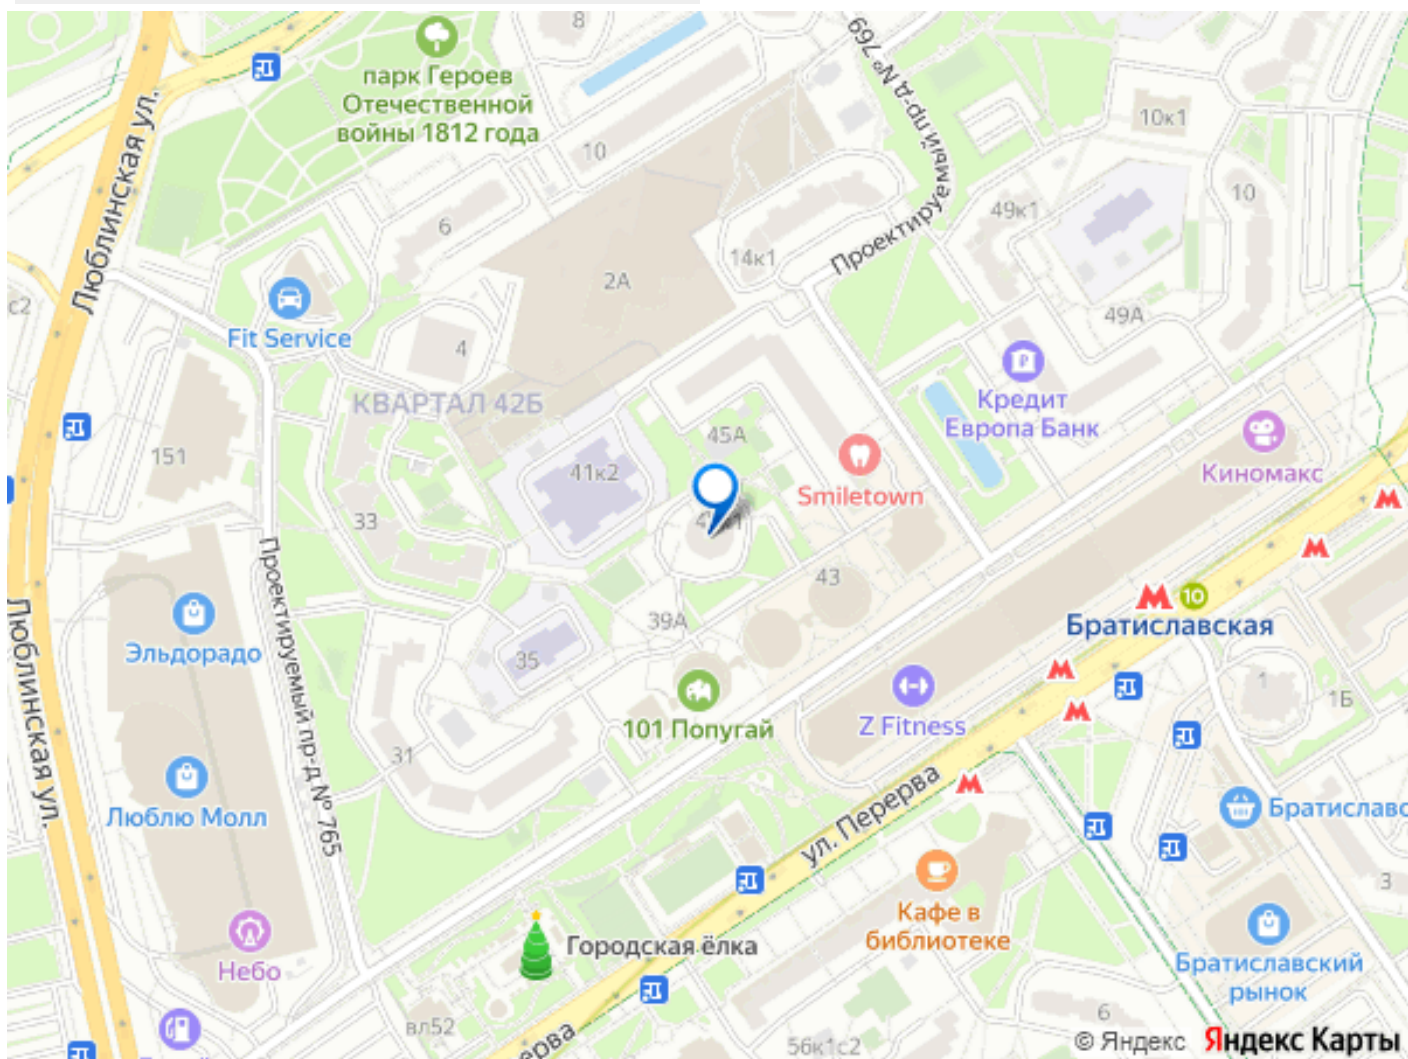 8
Проектируемый пр-д № 769
парк Героев
Отечественной
войны 1812 года
Люблинская ул.
10к1
10
6
49к1
10
14к1
2А
с2
Fit Service
4
49А
КВАРТАЛ 42Б
Кредит
Европа Банк
45А
Киномакс
151
41к2
Smiletown
33
43
10
Братиславская
39А
Проектируемый пр-д № 765
Эльдорадо
35
Люблинская ул.
1
1Б
101 Попугай
Z Fitness
31
Люблю Молл
ул. Перерва
Братиславс
3
Кафе в
библиотеке
Городская ёлка
Небо
Братиславский
рынок
вл52
6
56к1с2
ерва
© Яндекс Яндекс Карты